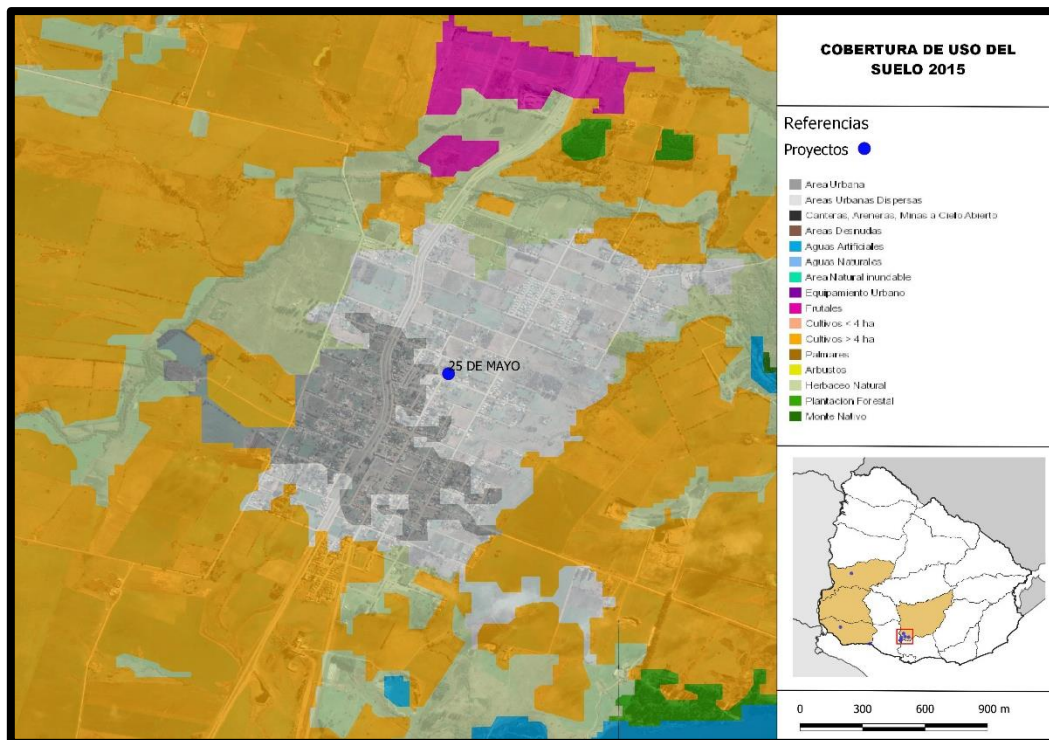 COBERTURA DE USO DEL
SUELO 2015
Referencias
Proyectos
Area Urbana
Areas Urbanas Dispersas
Canteras, Areneras, Minas a Cielo Abierto
Areas Desnudas
Aguas Artificiales
Aguas Naturales
Area Natural inundable
Equipamiento Urbano
Frutales
Cultivos < 4 ha
Cultivos > 4 ha
Palmares
Arbustos
Herbaceo Natural
Plantacion Forestal
Monte Nativo
25 DE MAYO
0 300 600 900 m